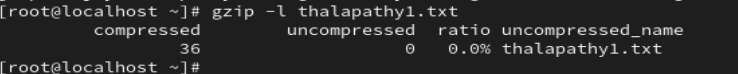 [root@localhost ~]# gzip -l thalapathy1.txt
compressed uncompressed ratio uncompressed_name
36 0 0.0% thalapathy1.txt
[root@localhost ~]#